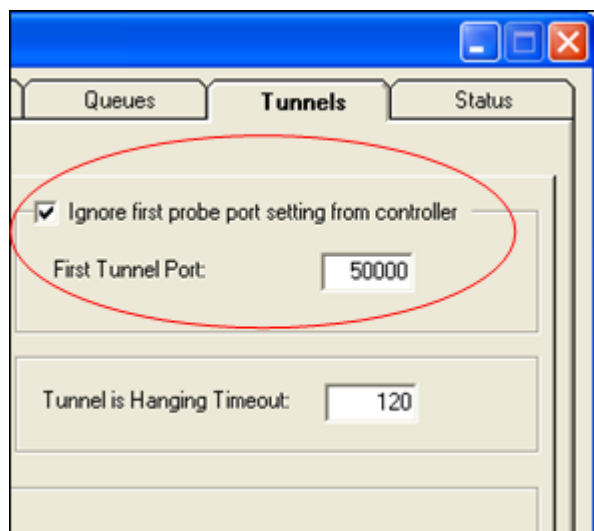 Queues Tunnels Status
Ignore first probe port setting from controller
First Tunnel Port: 50000
Tunnel is Hanging Timeout: 120